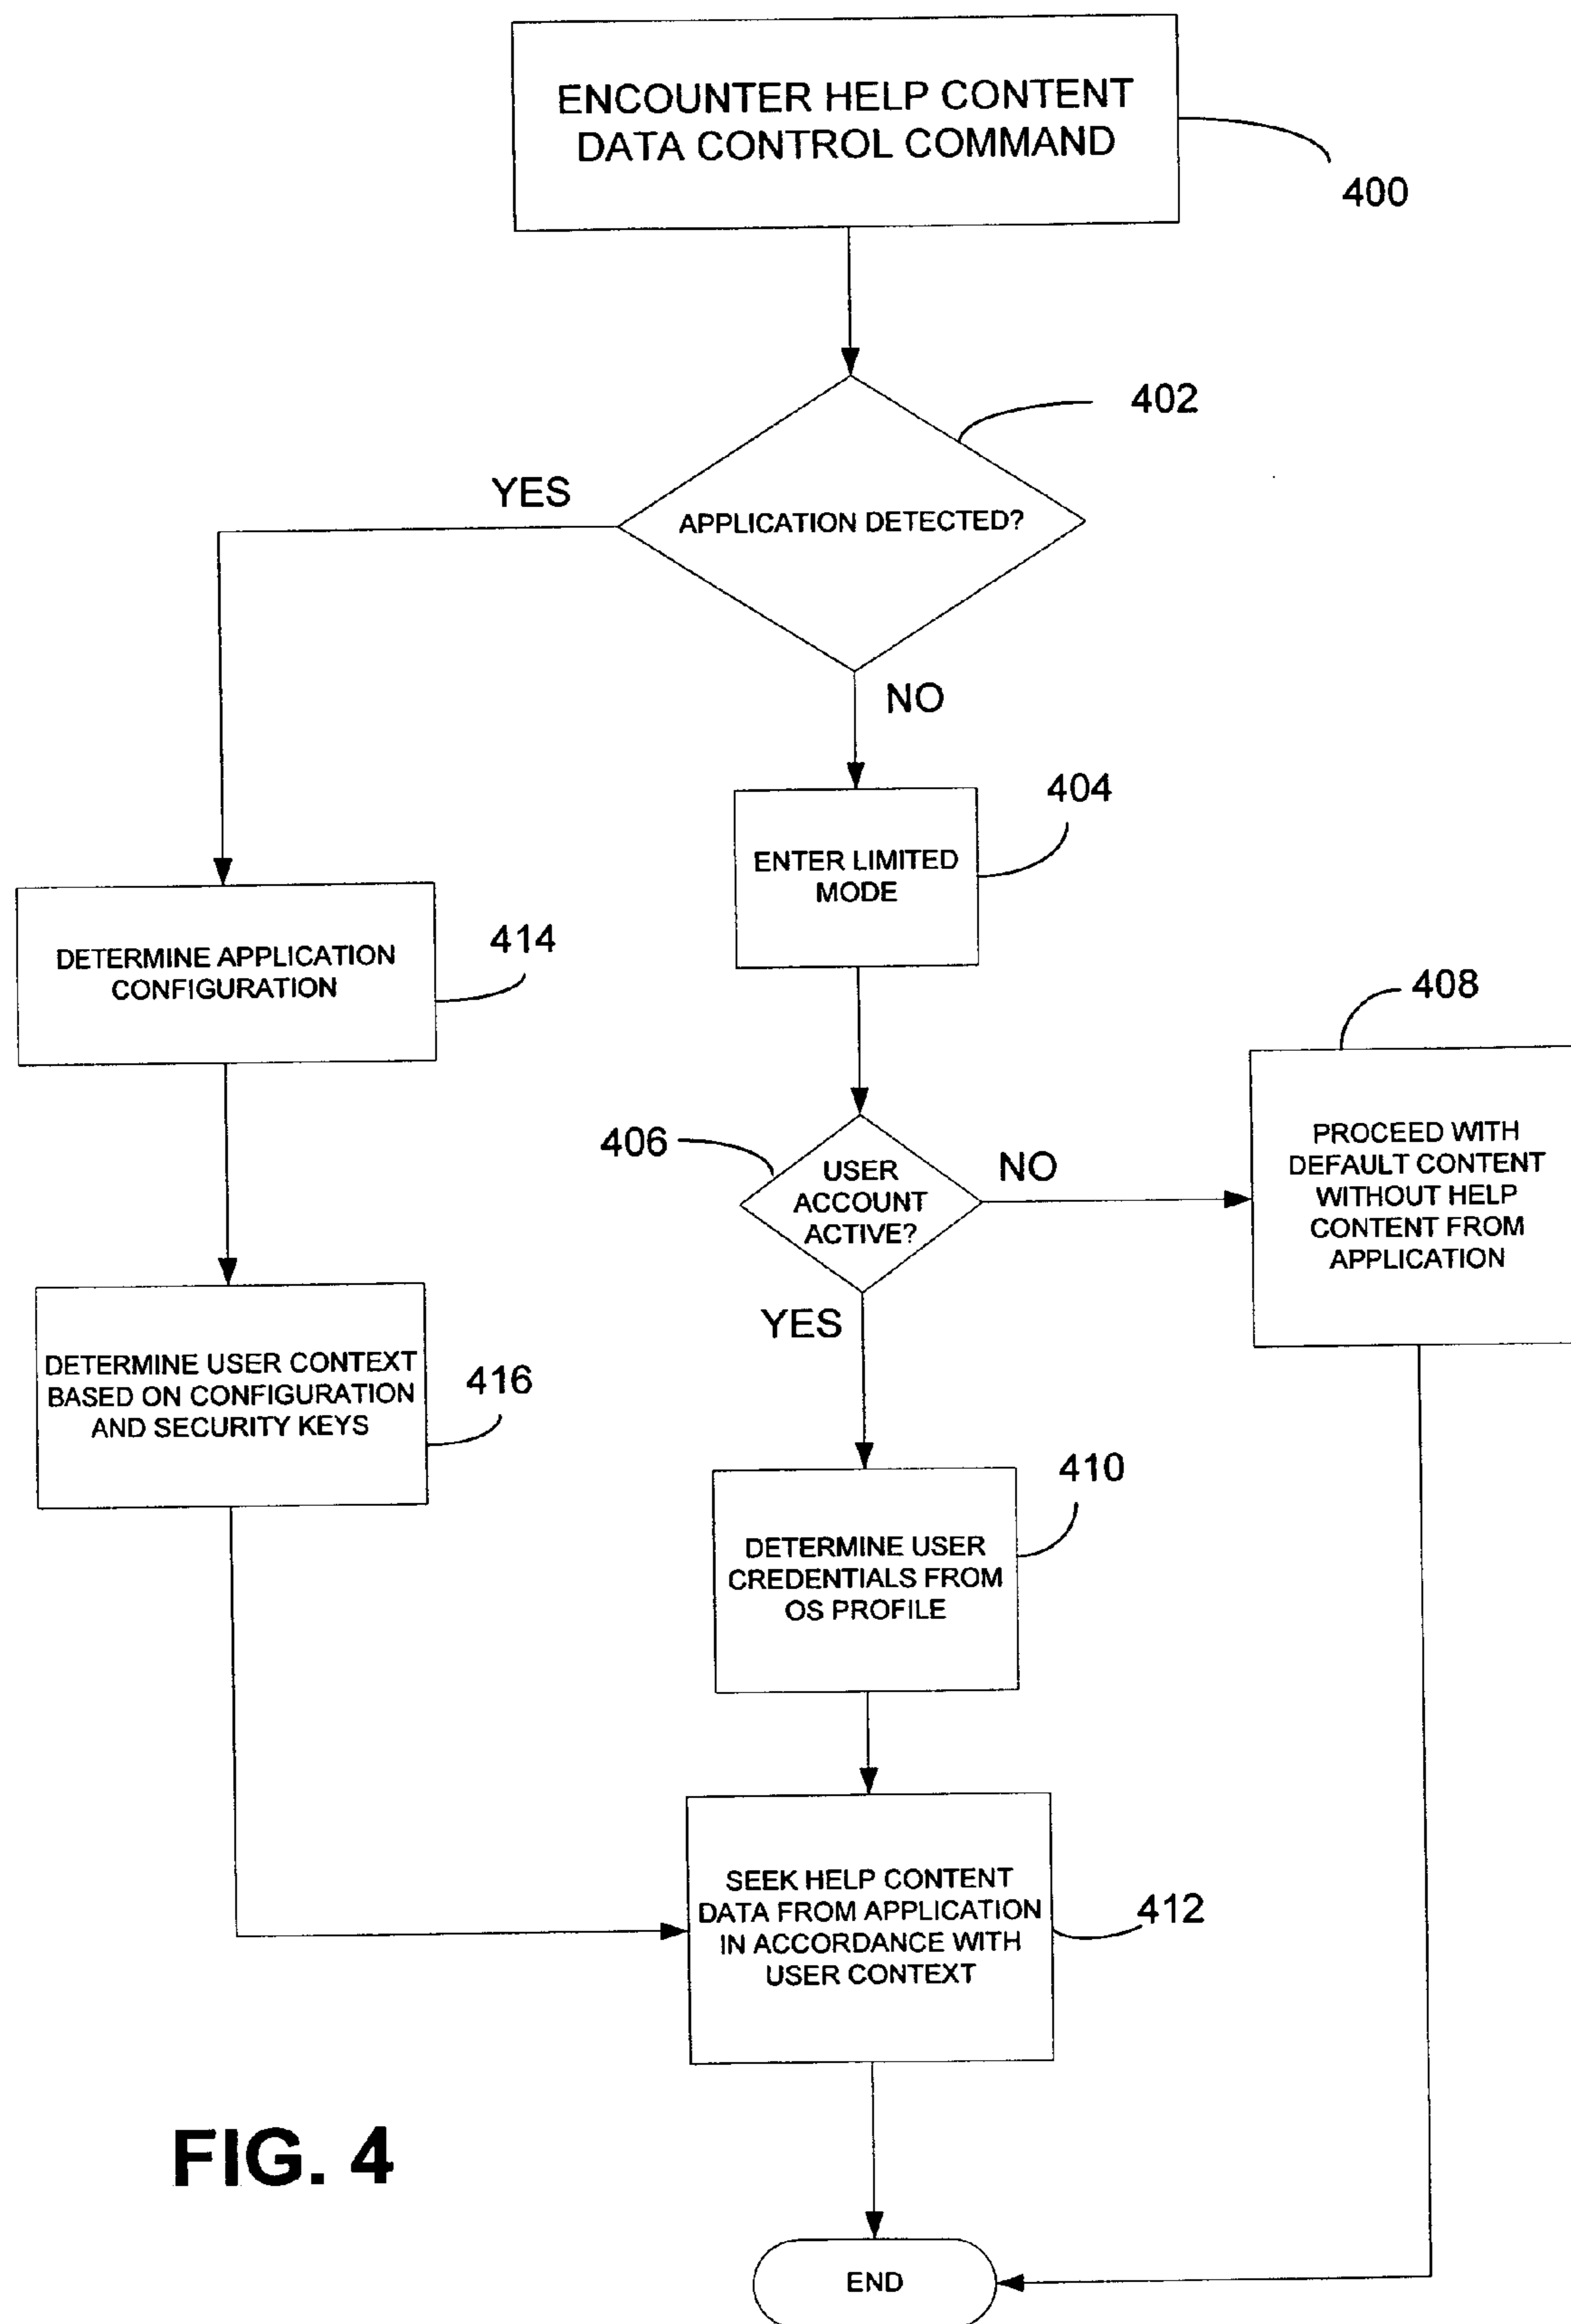 ENCOUNTER HELP CONTENT
DATA CONTROL COMMAND
400
402
YES
APPLICATION DETECTED?
NO
404
ENTER LIMITED
MODE
414
DETERMINE APPLICATION
CONFIGURATION
408
406
USER
ACCOUNT
ACTIVE?
NO
PROCEED WITH
DEFAULT CONTENT
WITHOUT HELP
CONTENT FROM
APPLICATION
YES
DETERMINE USER CONTEXT
BASED ON CONFIGURATION
AND SECURITY KEYS
416
410
DETERMINE USER
CREDENTIALS FROM
OS PROFILE
SEEK HELP CONTENT
DATA FROM APPLICATION
IN ACCORDANCE WITH
USER CONTEXT
412
FIG. 4
END